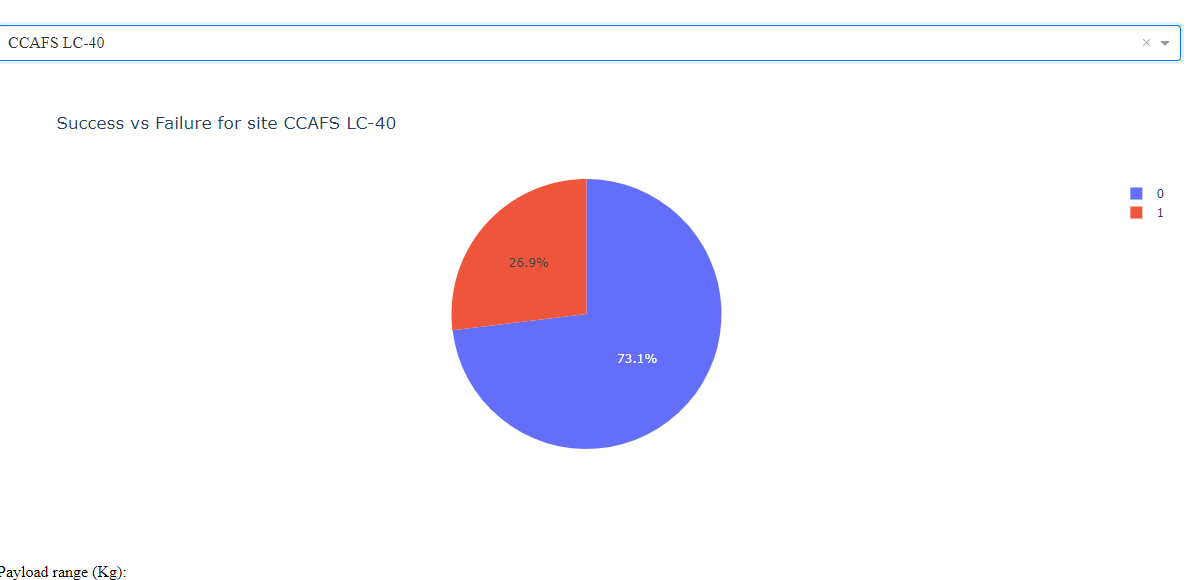 CCAFS LC-40
Success vs Failure for site CCAFS LC-40
0
1
26.9%
73.1%
Payload range (Kg):